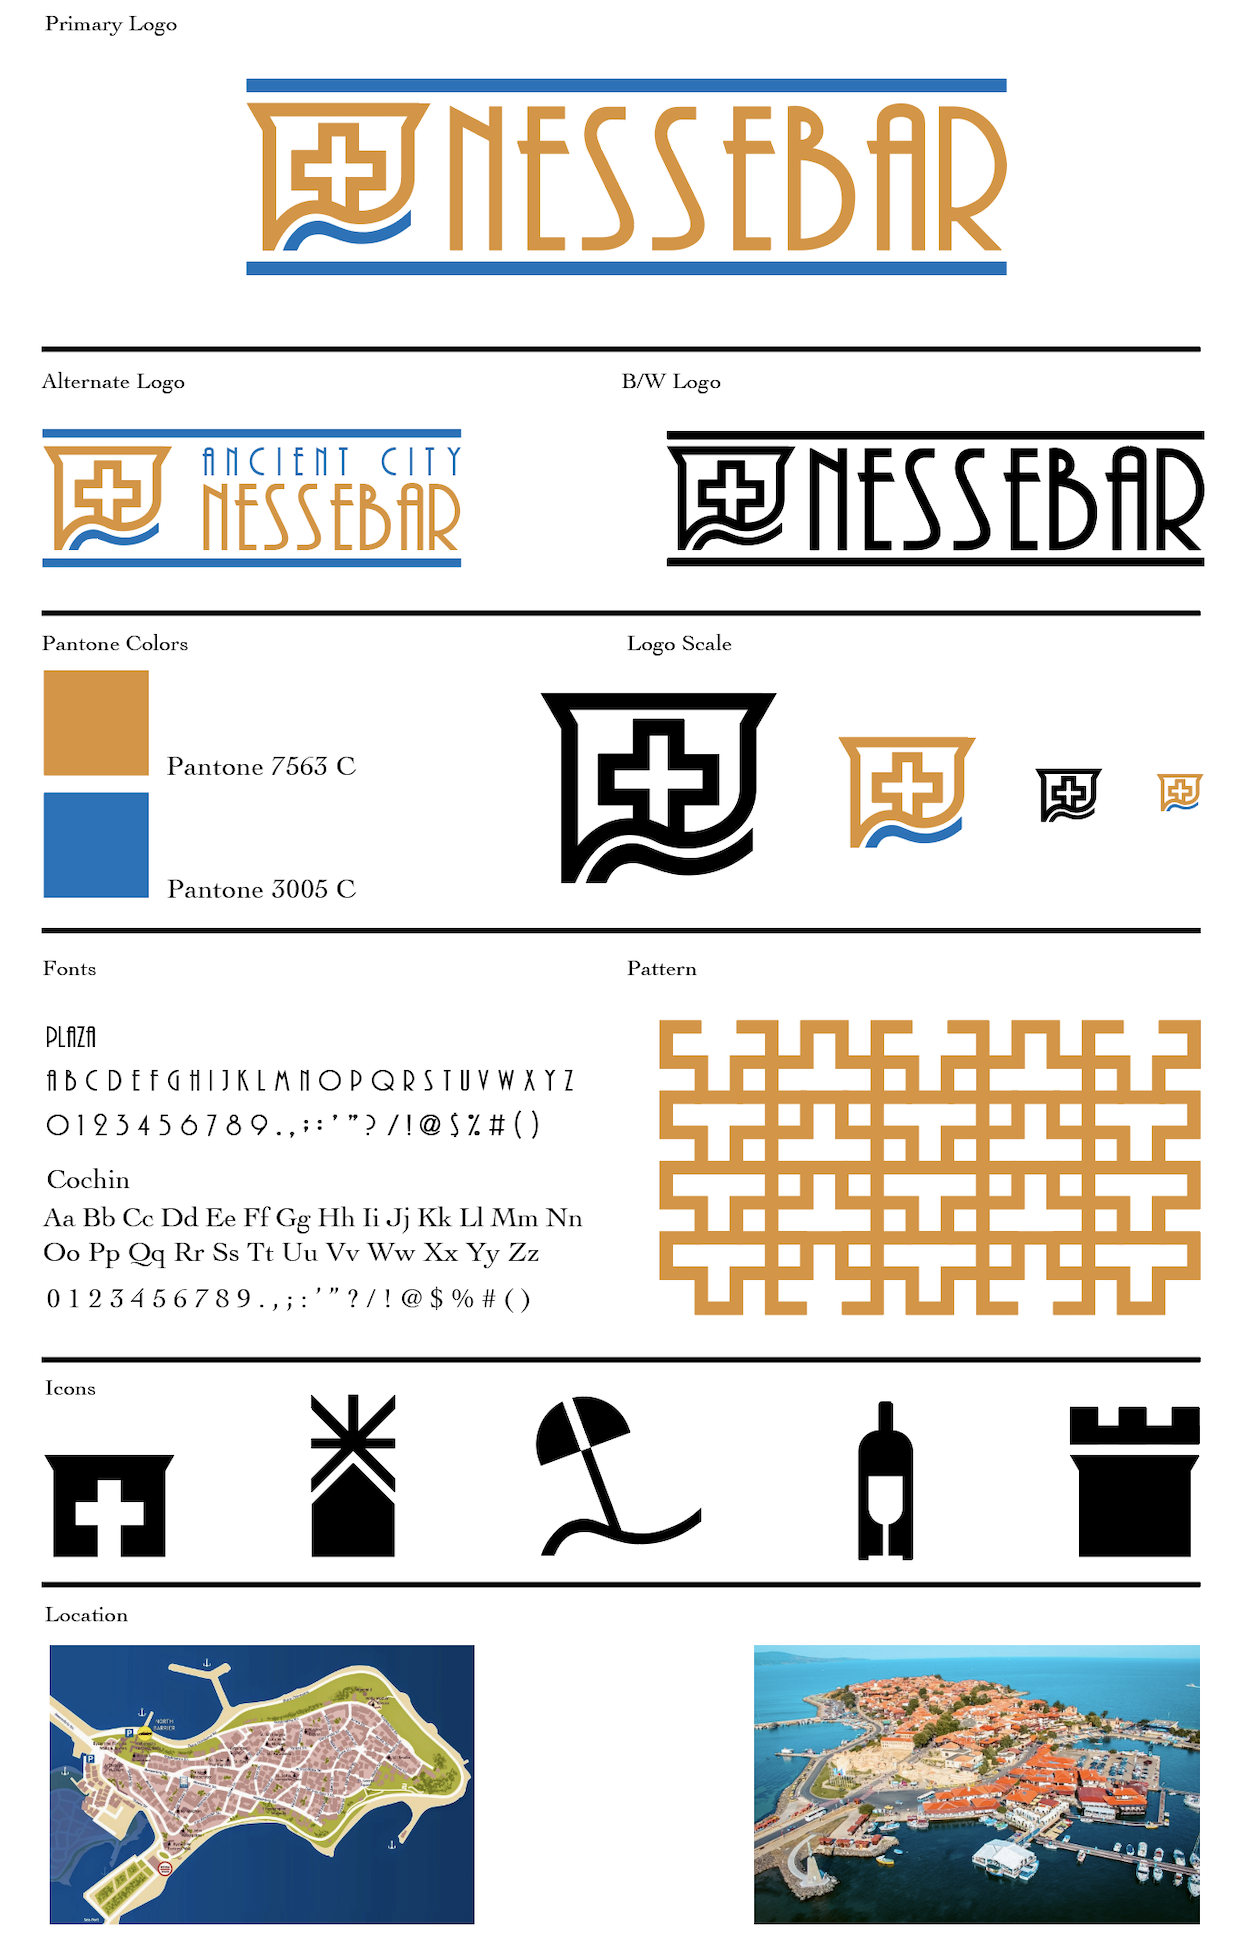 Primary Logo
NESSEBAR
Alternate Logo
B/W Logo
ANCIENT CITY
NESSEBAR
NESSEBAR
Pantone Colors
Logo Scale
Pantone 7563 C
Pantone 3005 C
Fonts
Pattern
PLAZA
A B C D E F G H I J K L M N O P Q R S T U V W X Y Z
0 1 2 3 4 5 6 7 8 9 . , ; : ' " ? / ! @ $ % # ( )
Cochin
Aa Bb Cc Dd Ee Ff Gg Hh Ii Jj Kk Ll Mm Nn
Oo Pp Qq Rr Ss Tt Uu Vv Ww Xx Yy Zz
0 1 2 3 4 5 6 7 8 9 . , ; : ' " ? / ! @ $ % # ( )
Icons
Location
NORTH
BARRIER
P
P
Sea Port